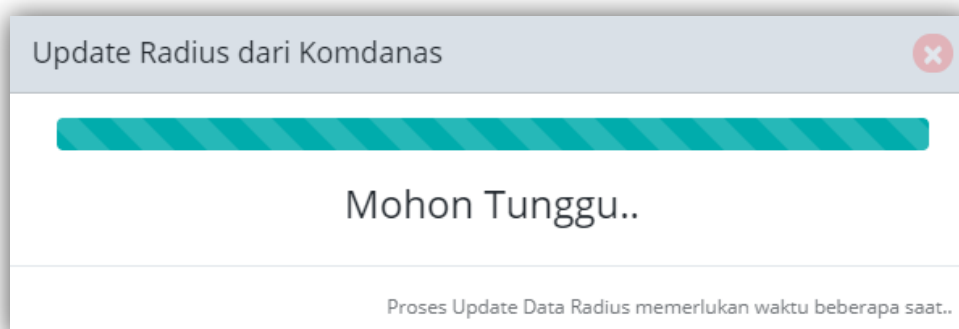 Update Radius dari Komdanas
Mohon Tunggu..
Proses Update Data Radius memerlukan waktu beberapa saat..